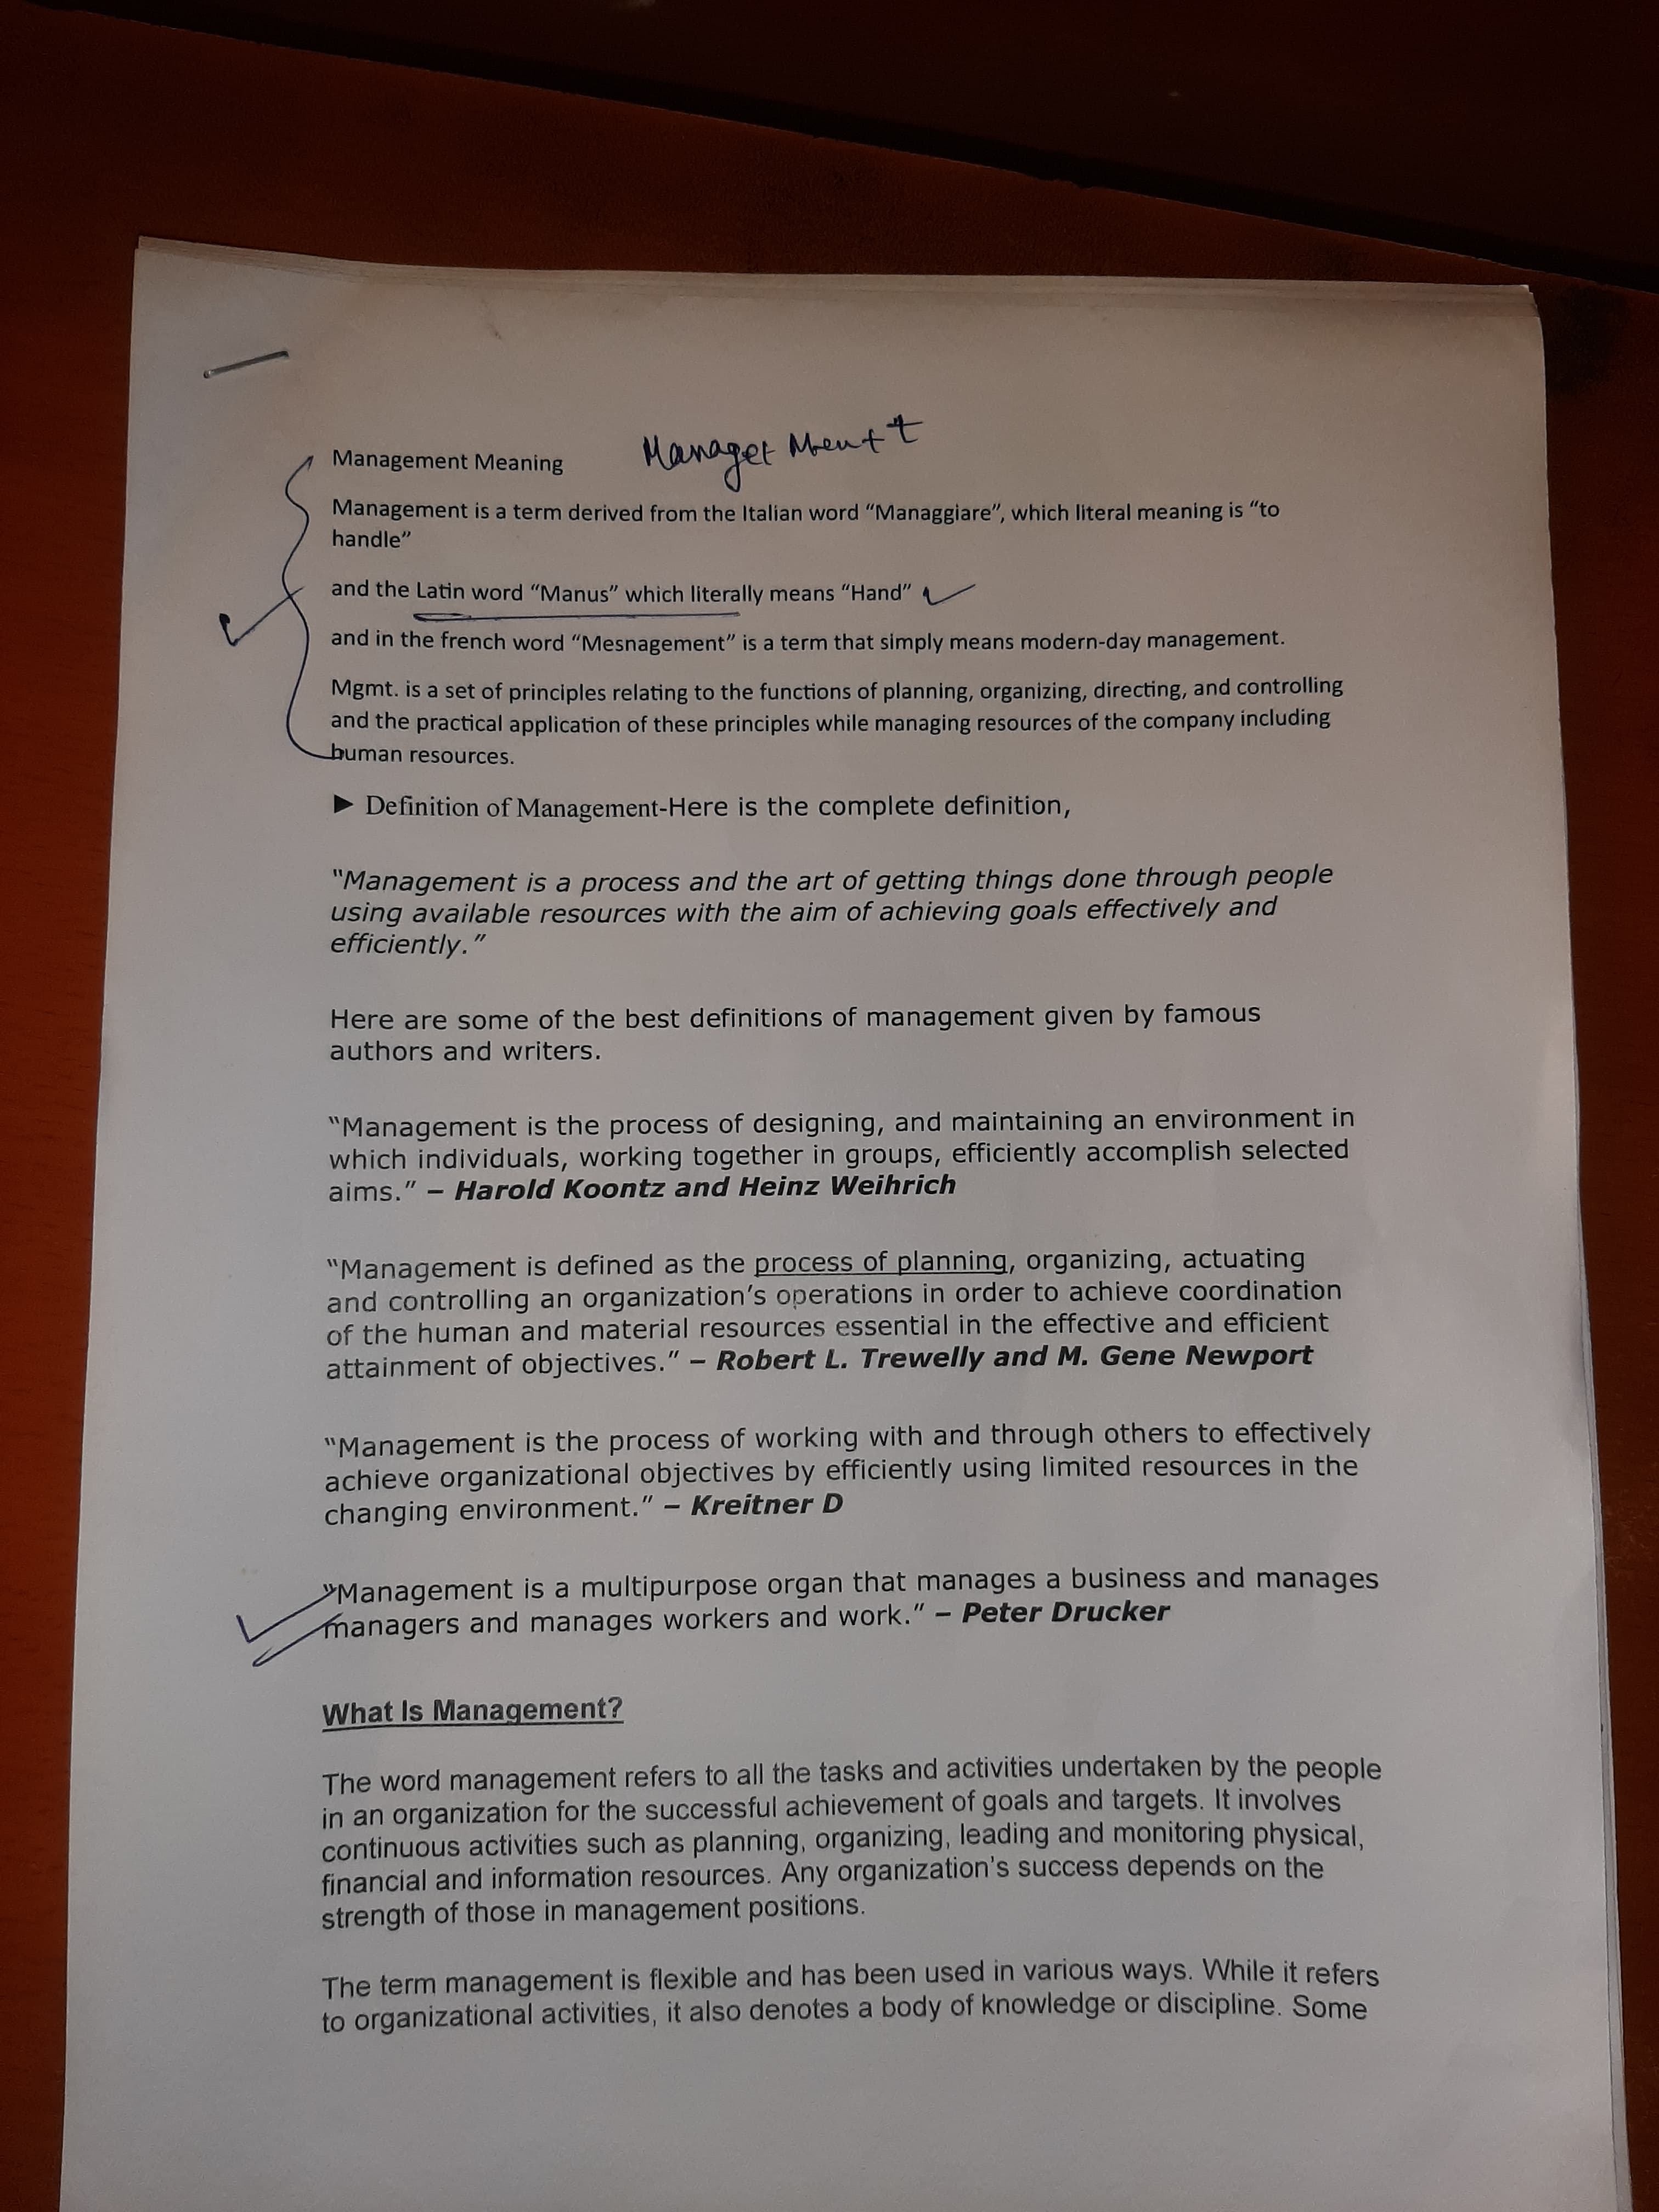 Management Meaning
Managet Ment t
Management is a term derived from the Italian word “Managgiare”, which literal meaning is “to
handle”
and the Latin word “Manus” which literally means “Hand”
and in the french word “Mesnagement” is a term that simply means modern-day management.
Mgmt. is a set of principles relating to the functions of planning, organizing, directing, and controlling
and the practical application of these principles while managing resources of the company including
human resources.
► Definition of Management-Here is the complete definition,
“Management is a process and the art of getting things done through people
using available resources with the aim of achieving goals effectively and
efficiently.”
Here are some of the best definitions of management given by famous
authors and writers.
“Management is the process of designing, and maintaining an environment in
which individuals, working together in groups, efficiently accomplish selected
aims.” – Harold Koontz and Heinz Weihrich
“Management is defined as the process of planning, organizing, actuating
and controlling an organization’s operations in order to achieve coordination
of the human and material resources essential in the effective and efficient
attainment of objectives.” – Robert L. Trewelly and M. Gene Newport
“Management is the process of working with and through others to effectively
achieve organizational objectives by efficiently using limited resources in the
changing environment.” – Kreitner D
“Management is a multipurpose organ that manages a business and manages
managers and manages workers and work.” – Peter Drucker
What Is Management?
The word management refers to all the tasks and activities undertaken by the people
in an organization for the successful achievement of goals and targets. It involves
continuous activities such as planning, organizing, leading and monitoring physical,
financial and information resources. Any organization’s success depends on the
strength of those in management positions.
The term management is flexible and has been used in various ways. While it refers
to organizational activities, it also denotes a body of knowledge or discipline. Some